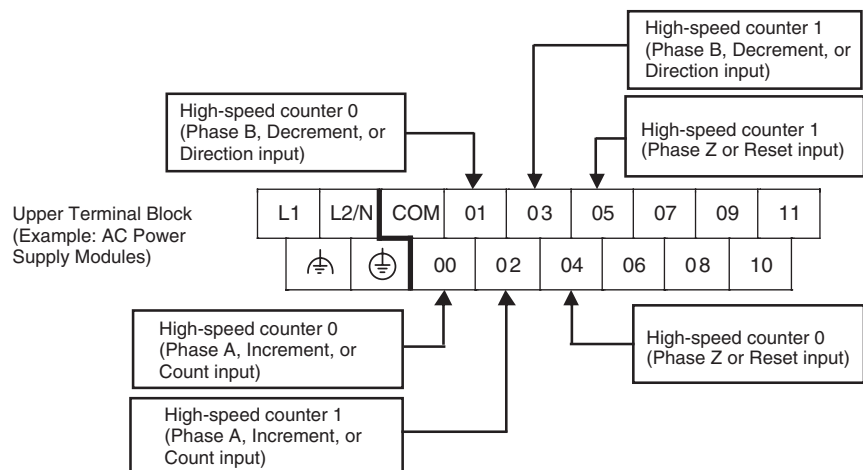 High-speed counter 1
(Phase B, Decrement, or
Direction input)
High-speed counter 0
(Phase B, Decrement, or
Direction input)
High-speed counter 1
(Phase Z or Reset input)
Upper Terminal Block
(Example: AC Power
Supply Modules)
L1 L2/N COM 01 03 05 07 09 11
00 02 04 06 08 10
High-speed counter 0
(Phase A, Increment, or
Count input)
High-speed counter 0
(Phase Z or Reset input)
High-speed counter 1
(Phase A, Increment, or
Count input)